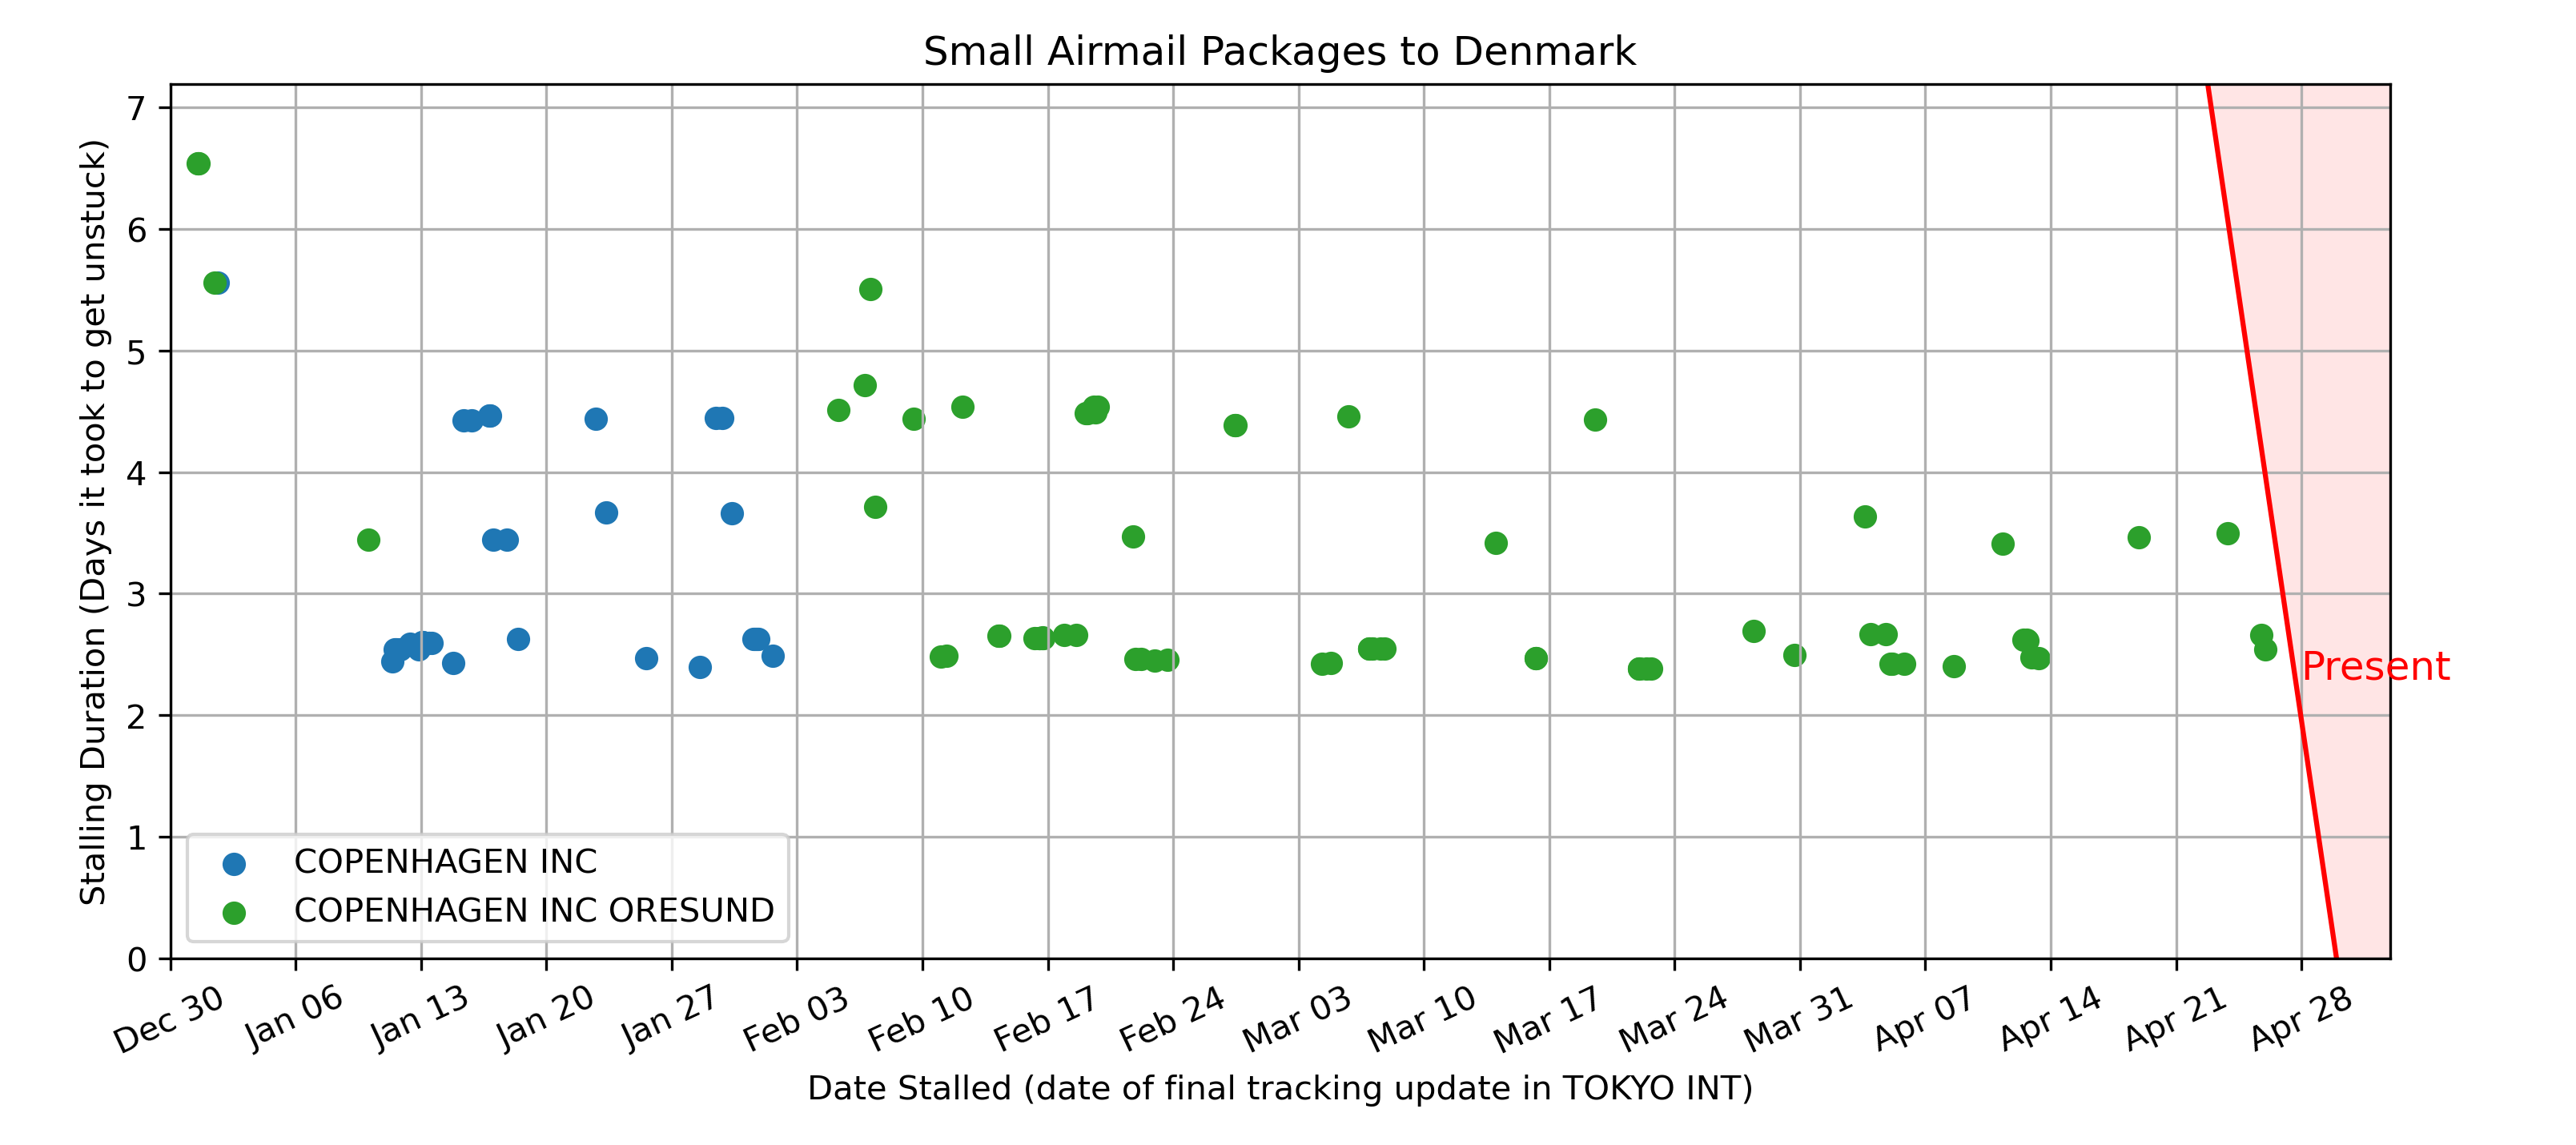 Small Airmail Packages to Denmark
Stalling Duration (Days it took to get unstuck)
7
6
5
4
3
2
1
0
Present
COPENHAGEN INC
COPENHAGEN INC ORESUND
Dec 30
Jan 06
Jan 13
Jan 20
Jan 27
Feb 03
Feb 10
Feb 17
Feb 24
Mar 03
Mar 10
Mar 17
Mar 24
Mar 31
Apr 07
Apr 14
Apr 21
Apr 28
Date Stalled (date of final tracking update in TOKYO INT)